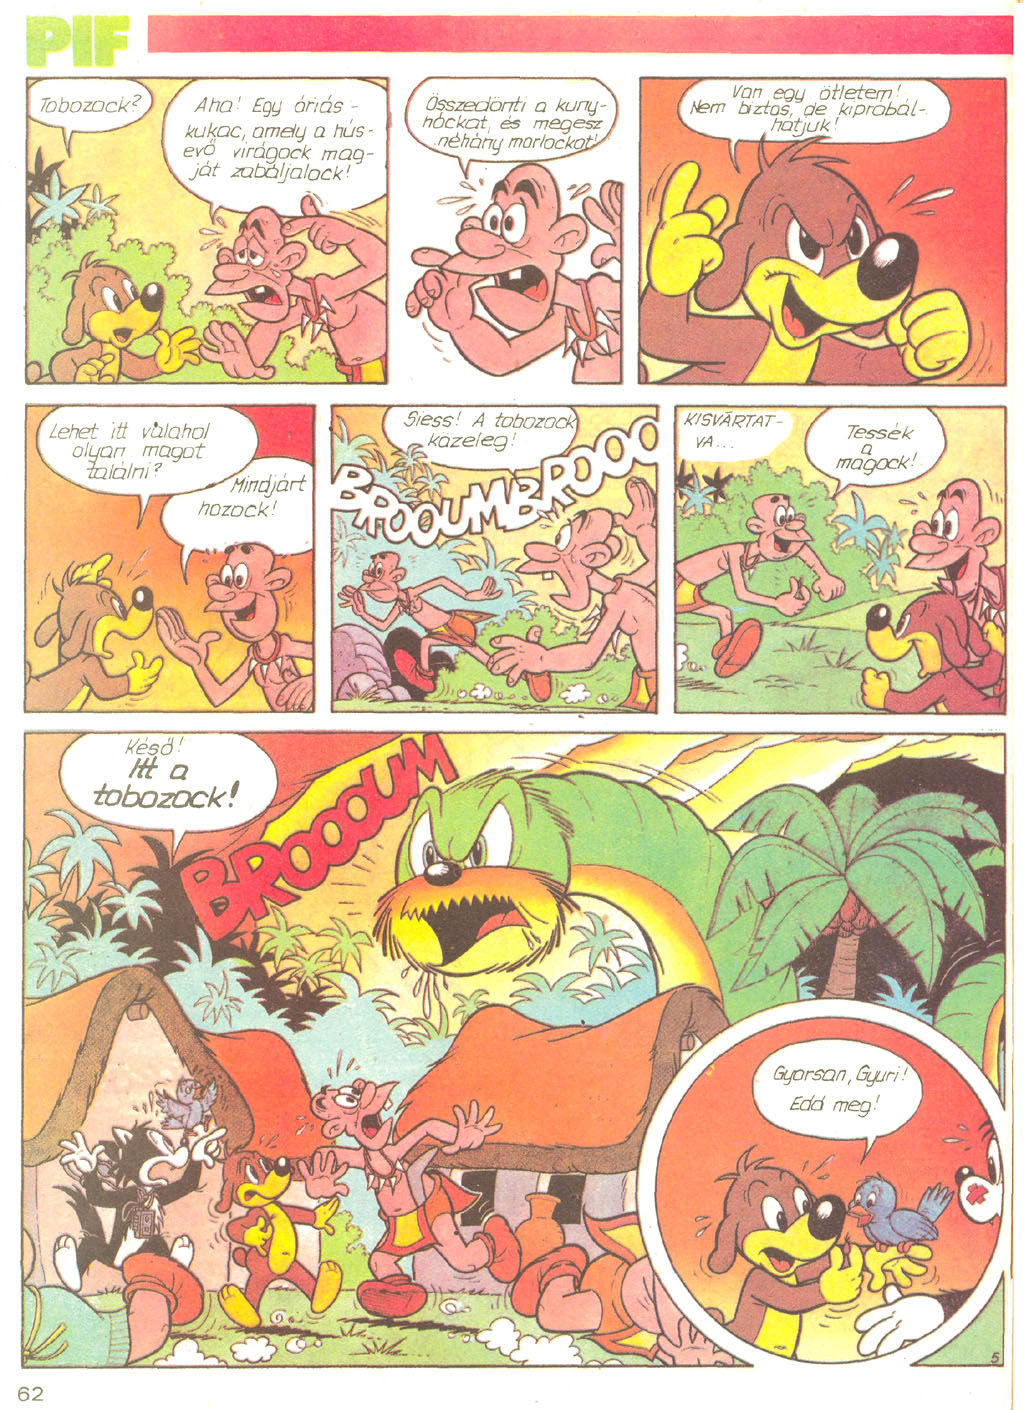 PIF
Tobozock?
Aha! Egy óriás-
kukac, amely a hús-
evő virágock mag-
ját zabáljalock!
Összedönti a kuny-
hóckat, és megesz
néhány morlockot!
Van egy ötletem!
Nem biztos, de kipróbál-
hatjuk!
Lehet itt valahol
olyan magot
találni?
Mindjárt
hozock!
Siess! A tobozock
közeleg!
BROOUMBROOOO
KISVÁRTAT-
VA...
Tessék
a
magock!
Késő!
Itt a
tobozock!
BROOOOUM
Gyorsan, Gyuri!
Edd meg!
5
62